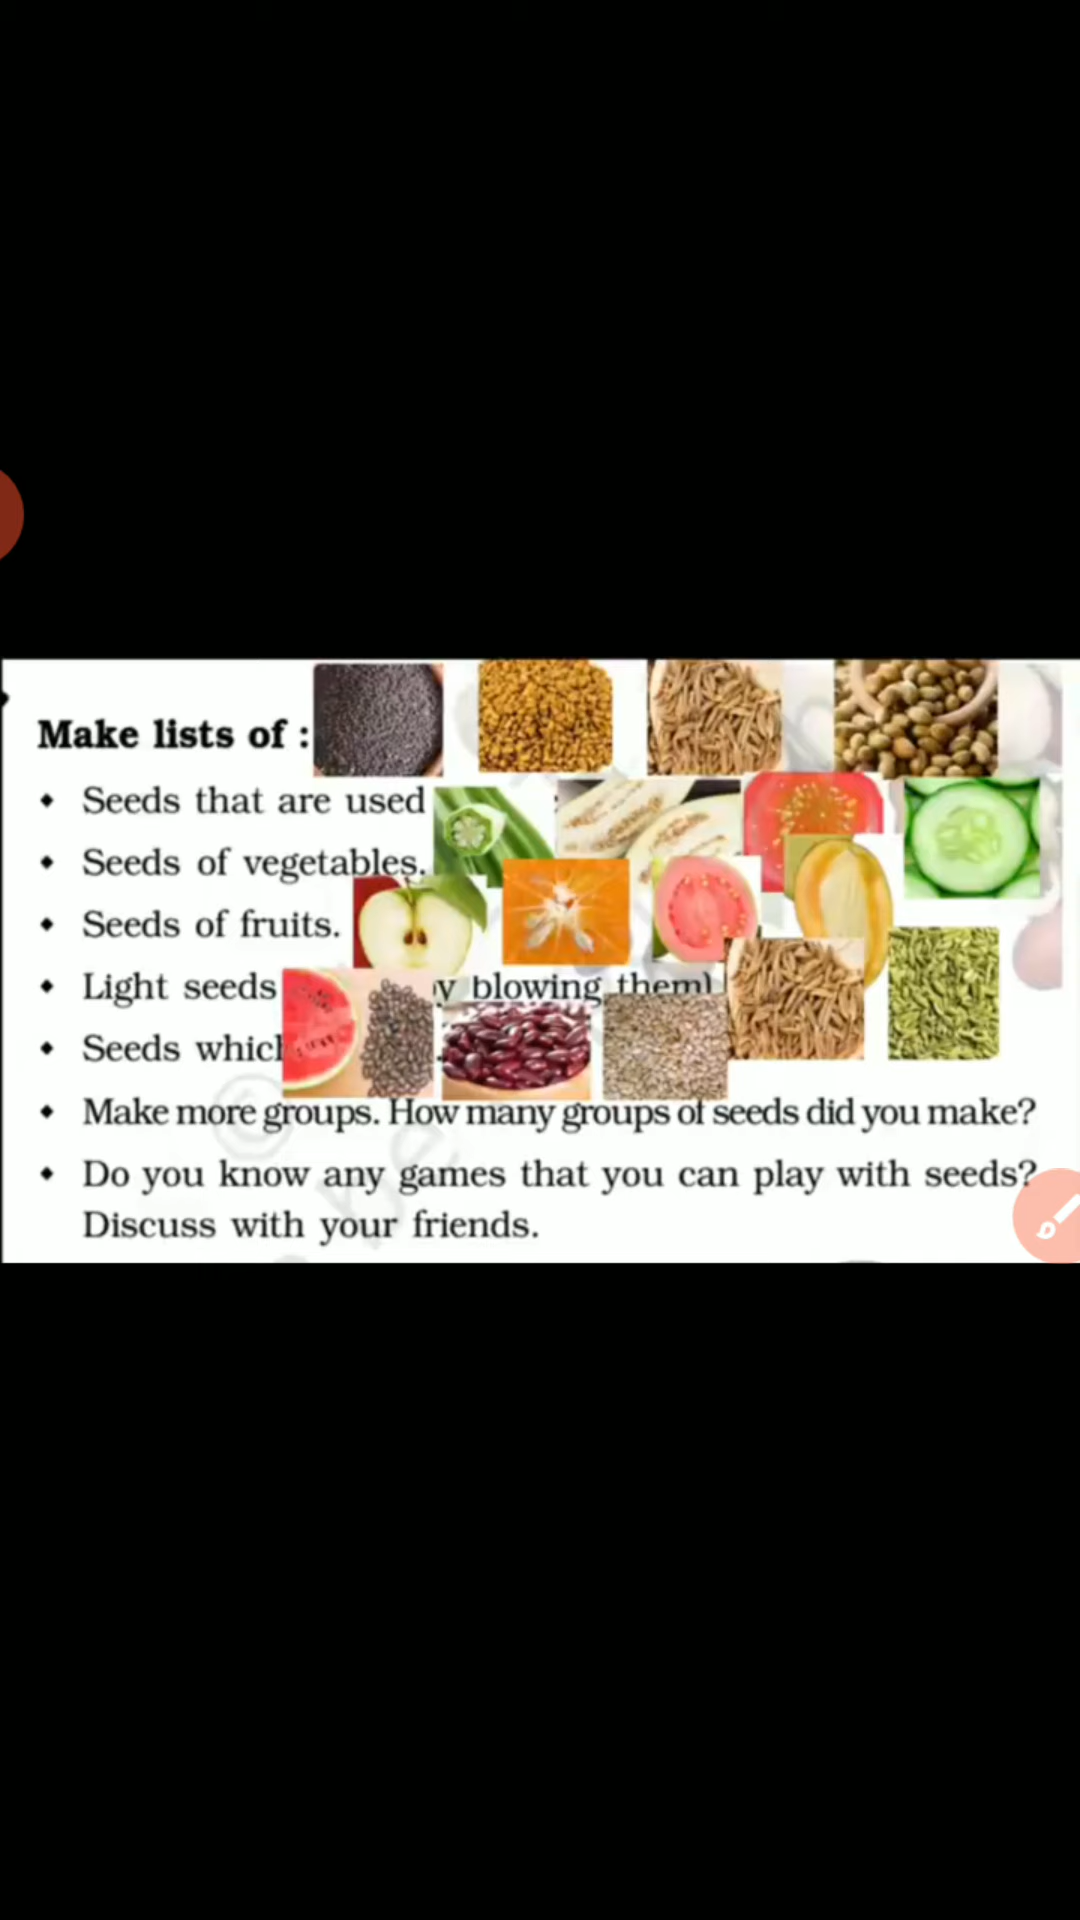 Make lists of :
• Seeds that are used
• Seeds of vegetables.
• Seeds of fruits.
• Light seeds blowing them)
• Seeds
• Make more groups. How many groups of seeds did you make?
• Do you know any games that you can play with seeds?
Discuss with your friends.